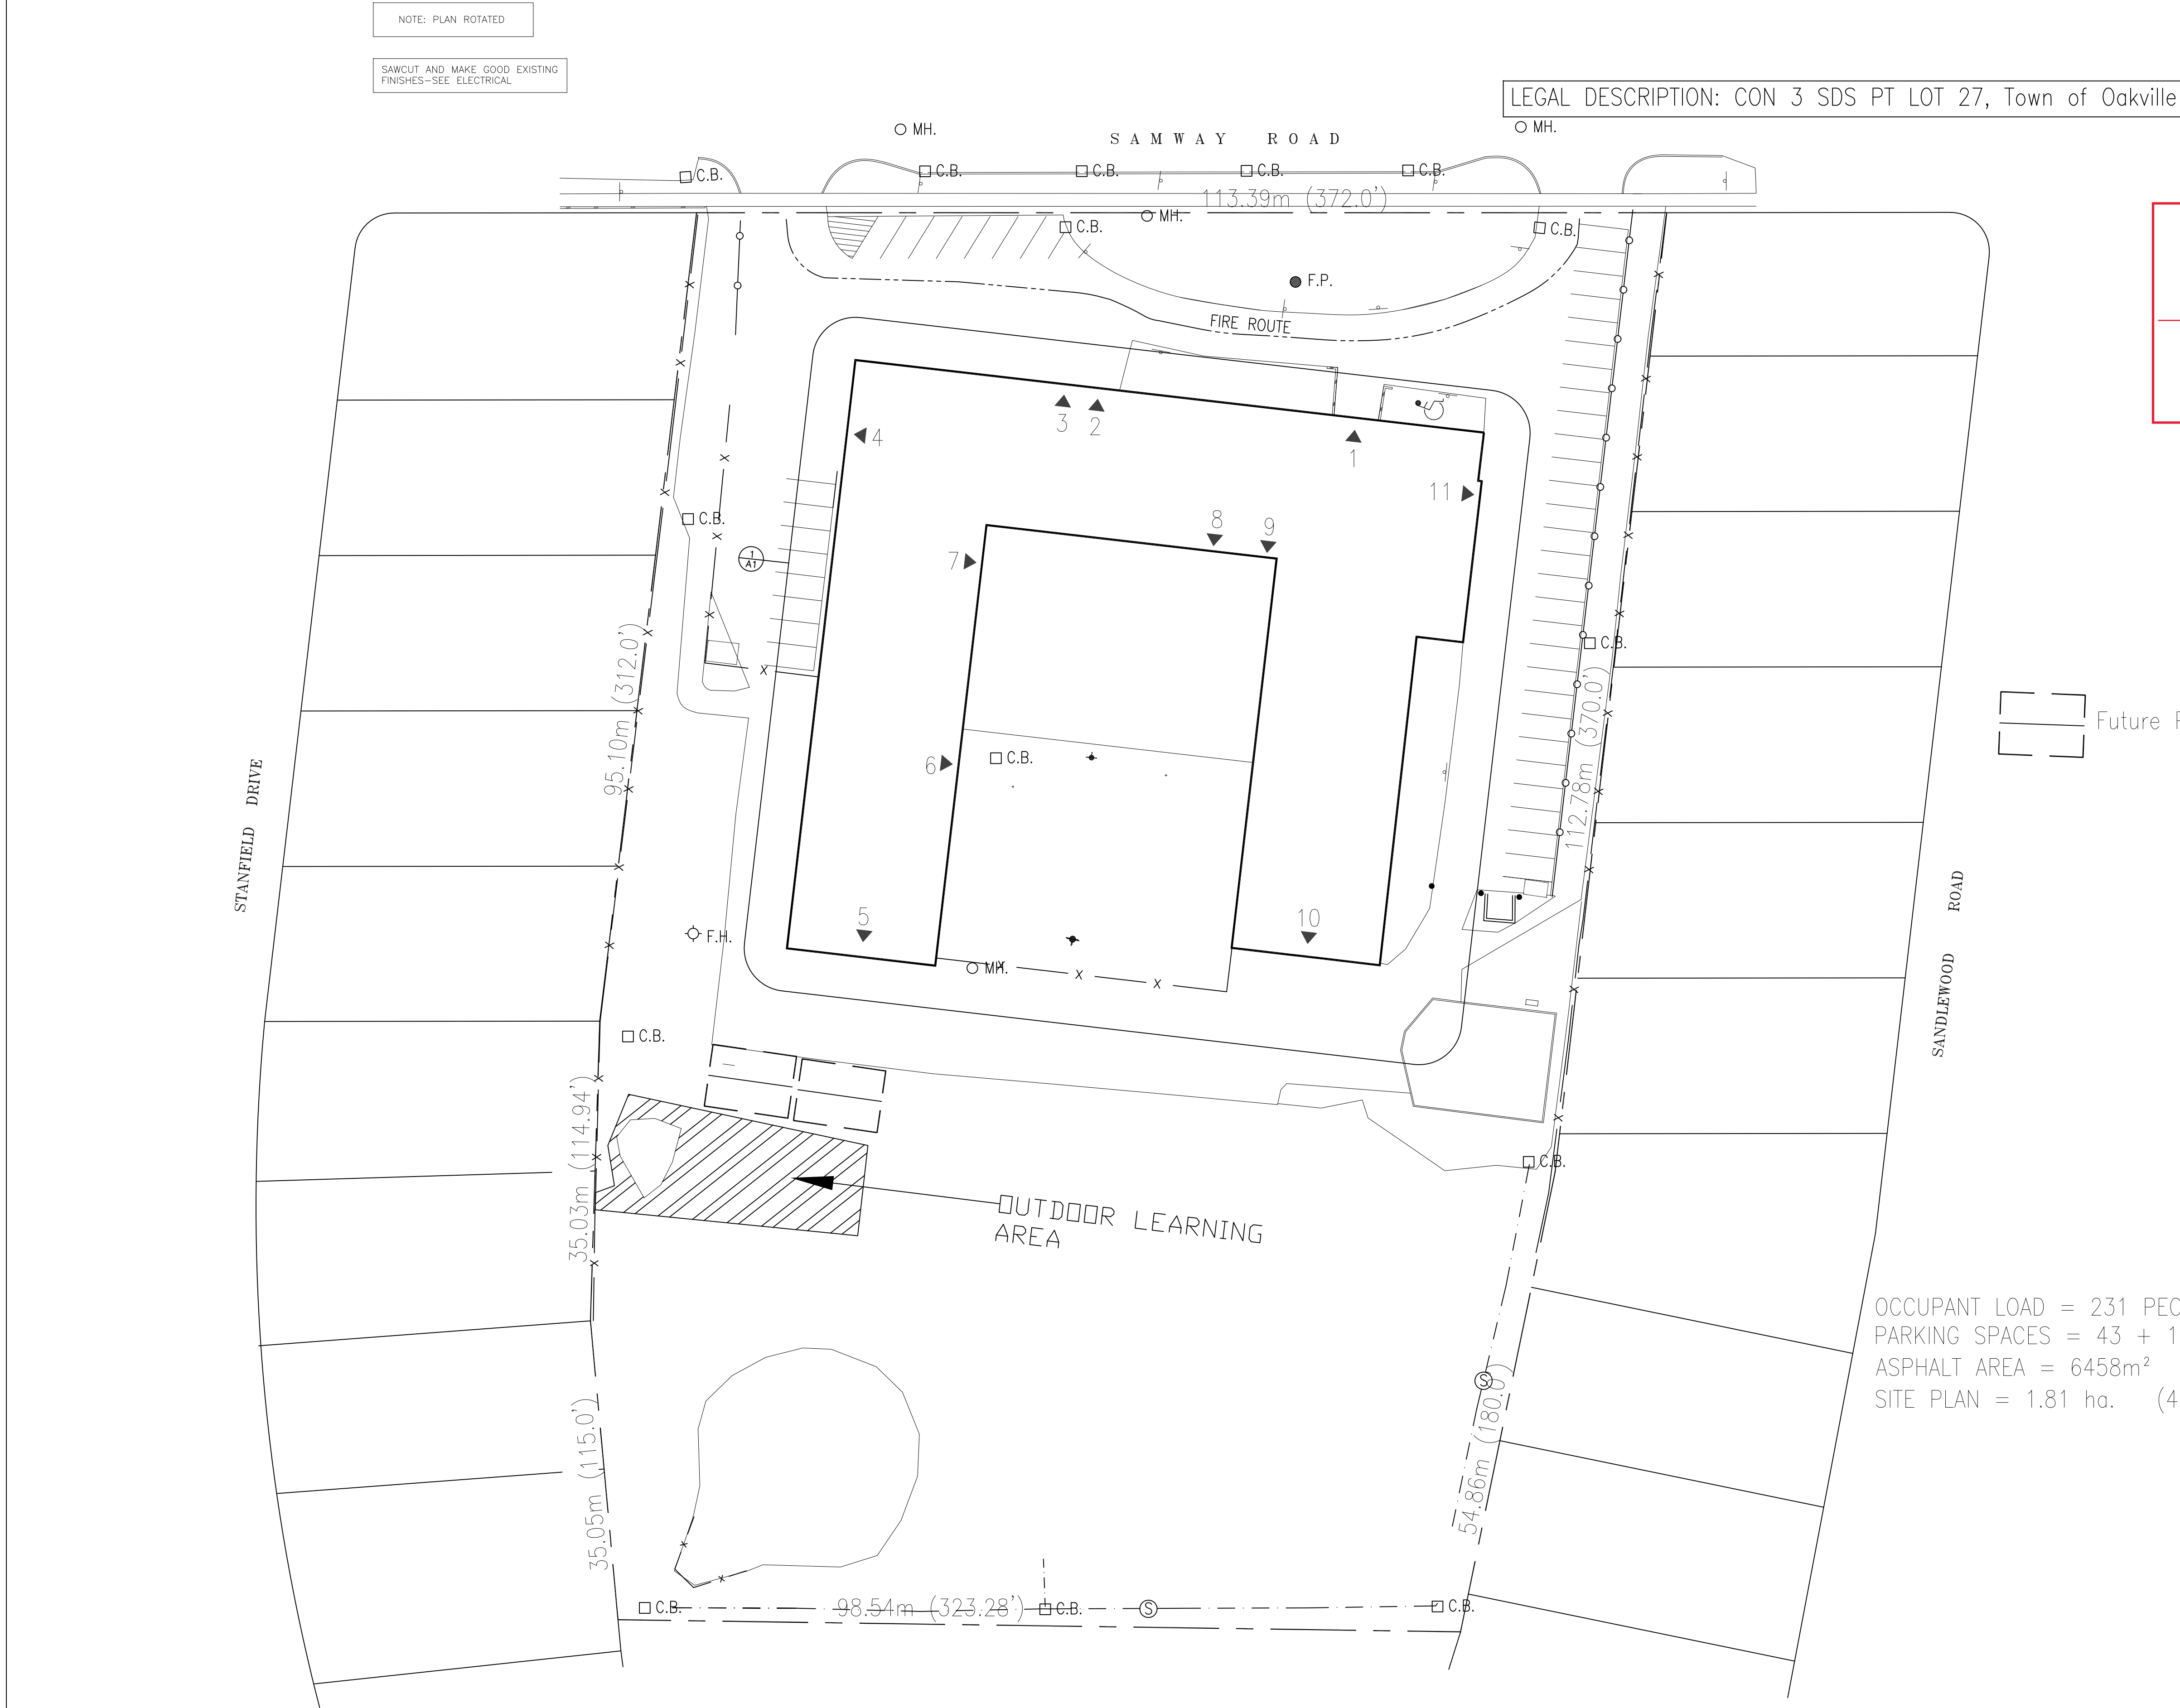 NOTE: PLAN ROTATED
SAWCUT AND MAKE GOOD EXISTING
FINISHES-SEE ELECTRICAL
LEGAL DESCRIPTION: CON 3 SDS PT LOT 27, Town of Oakville
MH.
SAMWAY ROAD
MH.
C.B.
C.B.
C.B.
C.B.
C.B.
113.39m (372.0')
MH.
C.B.
C.B.
F.P.
FIRE ROUTE
3
2
4
1
11
8
9
C.B.
7
1
A1
95.10m (312.0')
C.B.
112.78m (370.0')
Future
6
C.B.
STANFIELD DRIVE
SANDLEWOOD ROAD
5
10
F.H.
MH.
C.B.
35.03m (114.94')
C.B.
OUTDOOR LEARNING
AREA
OCCUPANT LOAD = 231 PEO
PARKING SPACES = 43 + 1
ASPHALT AREA = 6458m²
SITE PLAN = 1.81 ha. (4
S
54.86m (180.0')
35.05m (115.0')
C.B.
98.54m (323.28')
C.B.
S
C.B.